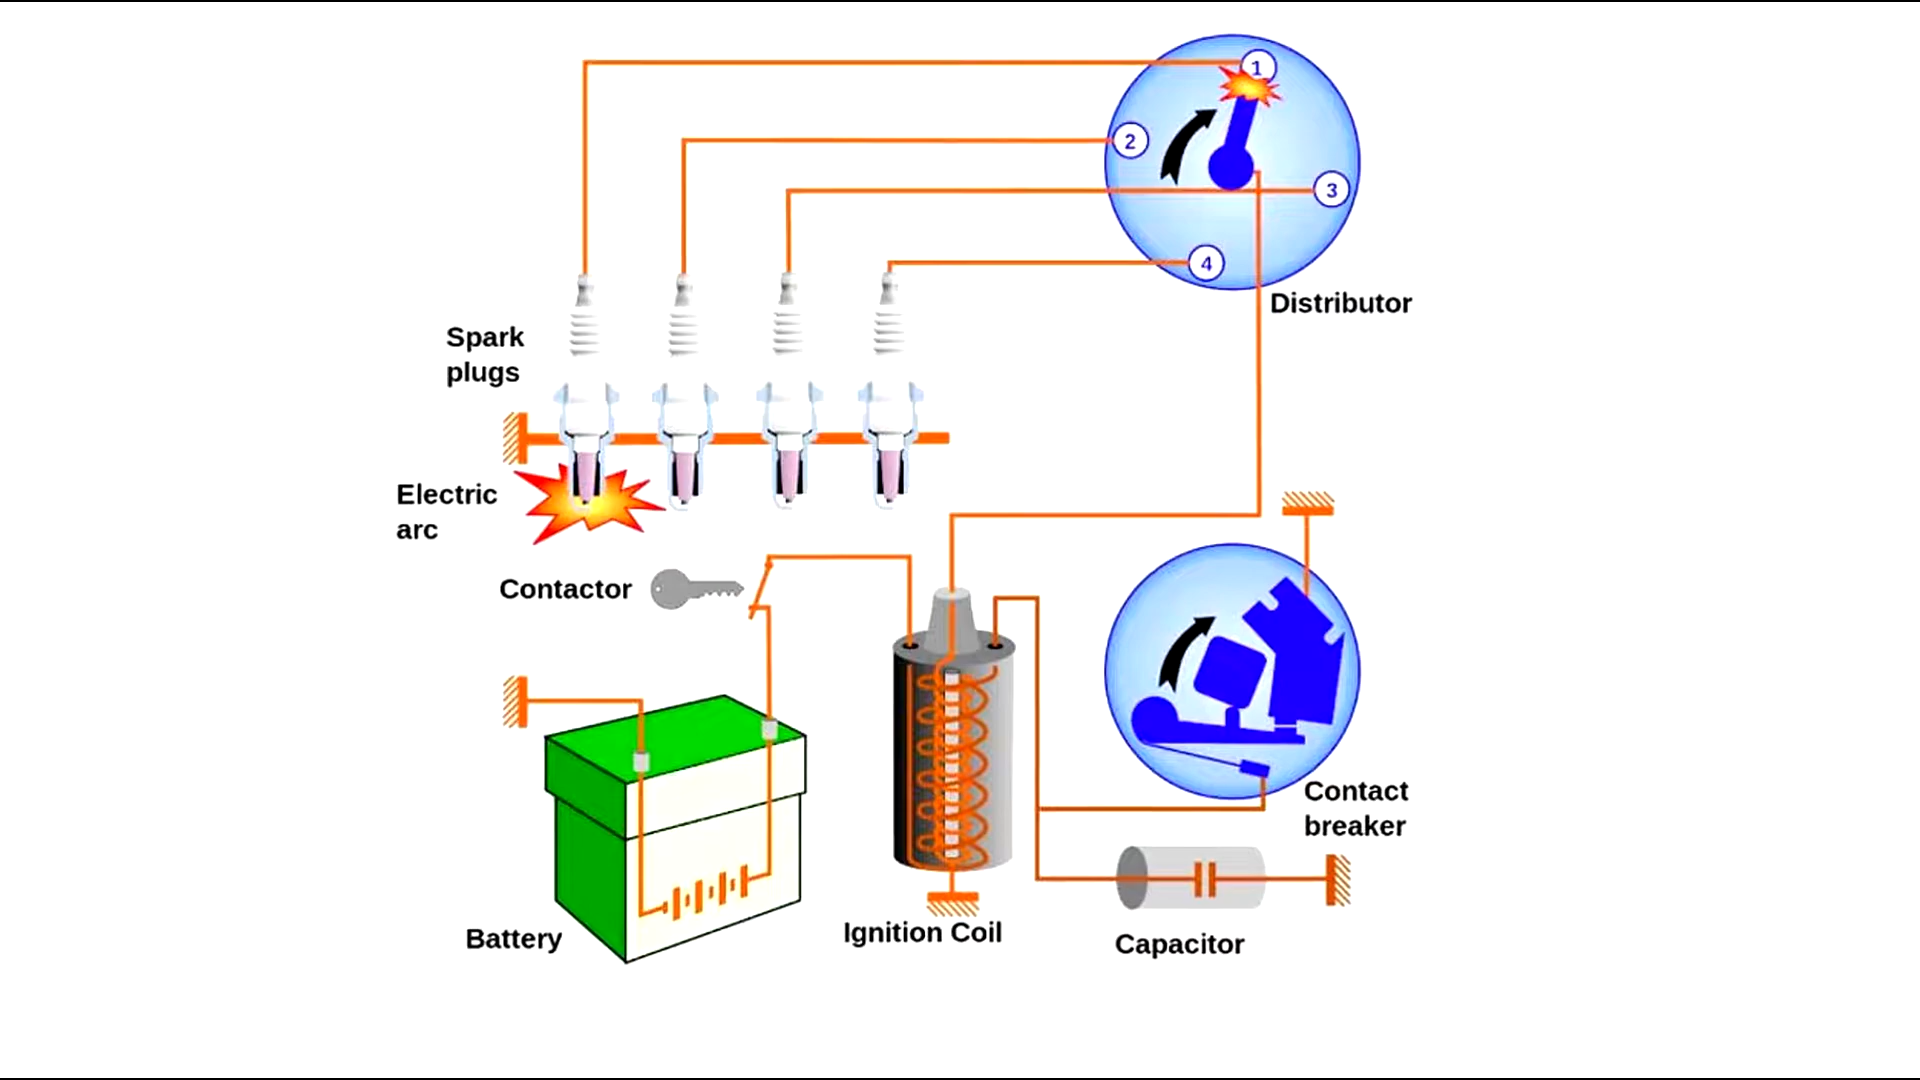 1
2
3
4
Distributor
Spark
plugs
Electric
arc
Contactor
Contact
breaker
Battery
Ignition Coil
Capacitor